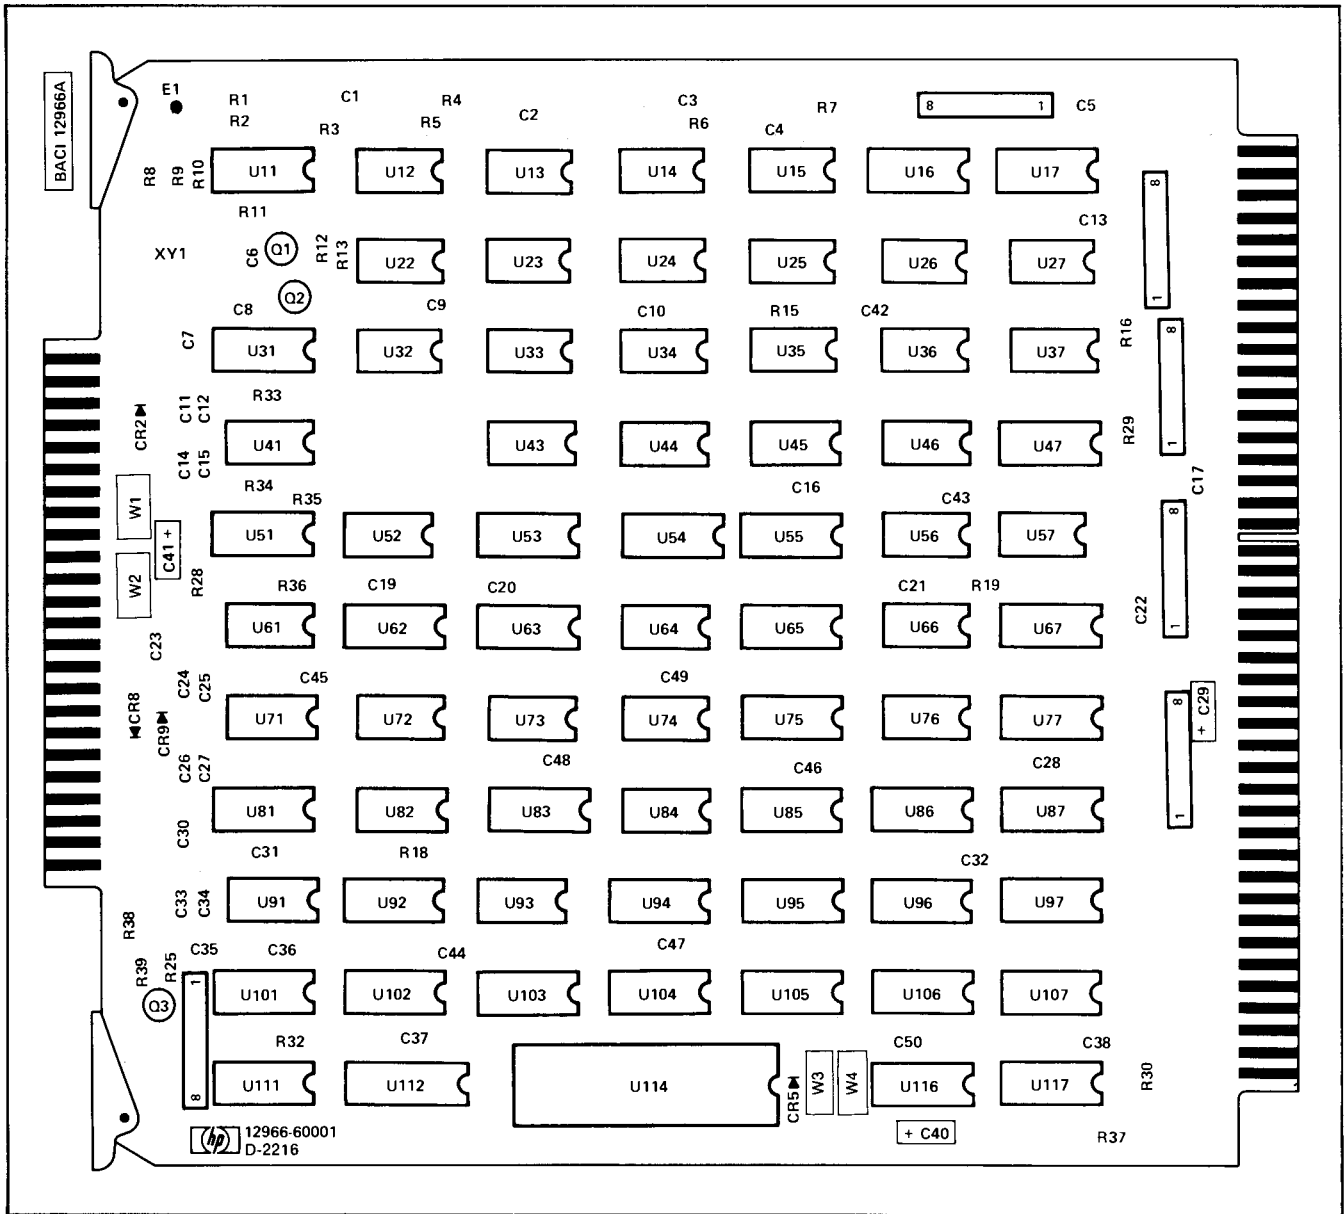 BACI 12966A
E1
R1 C1 R4 C3 R7 8 1 C5
R2 R3 R5 C2 R6 C4
R8 R9 R10 U11 U12 U13 U14 U15 U16 U17
8
R11 C13
XY1 C6 Q1 R12 R13 U22 U23 U24 U25 U26 U27
Q2 1
C8 C9 C10 R15 C42
C7 U31 U32 U33 U34 U35 U36 U37 R16 8
R33
CR2 C11 C12
U41 U43 U44 U45 U46 U47 R29 1
C14 C15
R34 R35 C16 C43 C17
W1 C41 + U51 U52 U53 U54 U55 U56 U57 8
W2 R28 R36 C19 C20 C21 R19
U61 U62 U63 U64 U65 U66 U67 C22 1
C23
C24 C25 C45 C49
CR8 CR9 U71 U72 U73 U74 U75 U76 U77 8 + C29
C26 C27 C48 C46 C28
U81 U82 U83 U84 U85 U86 U87 1
C30
C31 R18 C32
C33 C34 U91 U92 U93 U94 U95 U96 U97
R38
C35 C36 C44 C47
R39 R25 1 U101 U102 U103 U104 U105 U106 U107
Q3
R32 C37 C50 C38
8 U111 U112 U114 CR5 W3 W4 U116 U117 R30
hp 12966-60001 + C40 R37
D-2216